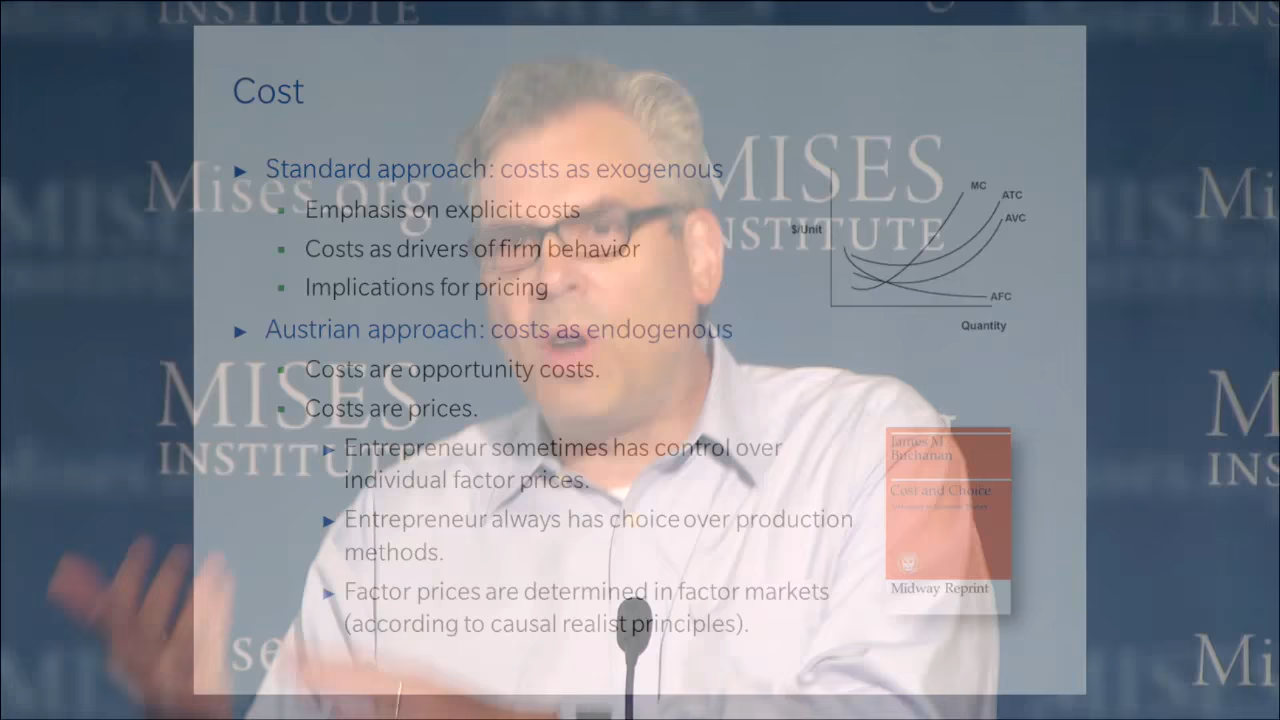 INSTITUTE
Cost
Standard approach: costs as exogenous
Emphasis on explicit costs
Costs as drivers of firm behavior
Implications for pricing
Austrian approach: costs as endogenous
Costs are opportunity costs.
Costs are prices.
Entrepreneur sometimes has control over
individual factor prices.
Entrepreneur always has choice over production
methods.
Factor prices are determined in factor markets
(according to causal realist principles).
MC
ATC
AVC
$/Unit
AFC
Quantity
James M
Buchanan
Cost and Choice
Midway Reprint
Mises.org
MISES
INSTITUTE
MISES
INSTITUTE